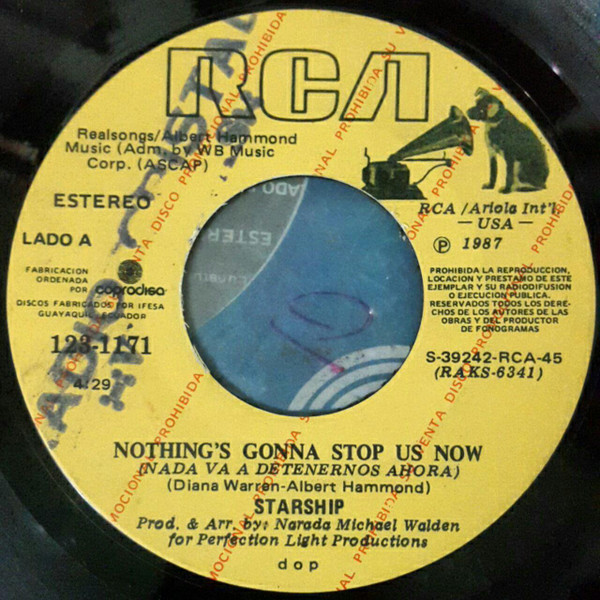 RCA
Realsongs/Albert Hammond
Music (Adm. by WB Music
Corp. (ASCAP)
ESTEREO
LADO A
FABRICACION
ORDENADA
POR coprodisa
DISCOS FABRICADOS POR IFESA
GUAYAQUIL ECUADOR
123-1171
4:29
RCA/Ariola Int'l
— USA —
Ⓟ 1987
PROHIBIDA LA REPRODUCCION,
LOCACION Y PRESTAMO DE ESTE
EJEMPLAR Y SU RADIODIFUSION
O EJECUCION PUBLICA.
RESERVADOS TODOS LOS DERE-
CHOS DE LOS AUTORES DE LAS
OBRAS Y DEL PRODUCTOR
DE FONOGRAMAS
S-39242-RCA-45
(RAKS-6341)
NOTHING'S GONNA STOP US NOW
(NADA VA A DETENERNOS AHORA)
(Diana Warren-Albert Hammond)
STARSHIP
Prod. & Arr. by: Narada Michael Walden
for Perfection Light Productions
dop
DISCO PROMOCIONAL PROHIBIDA SU VENTA
ESTER